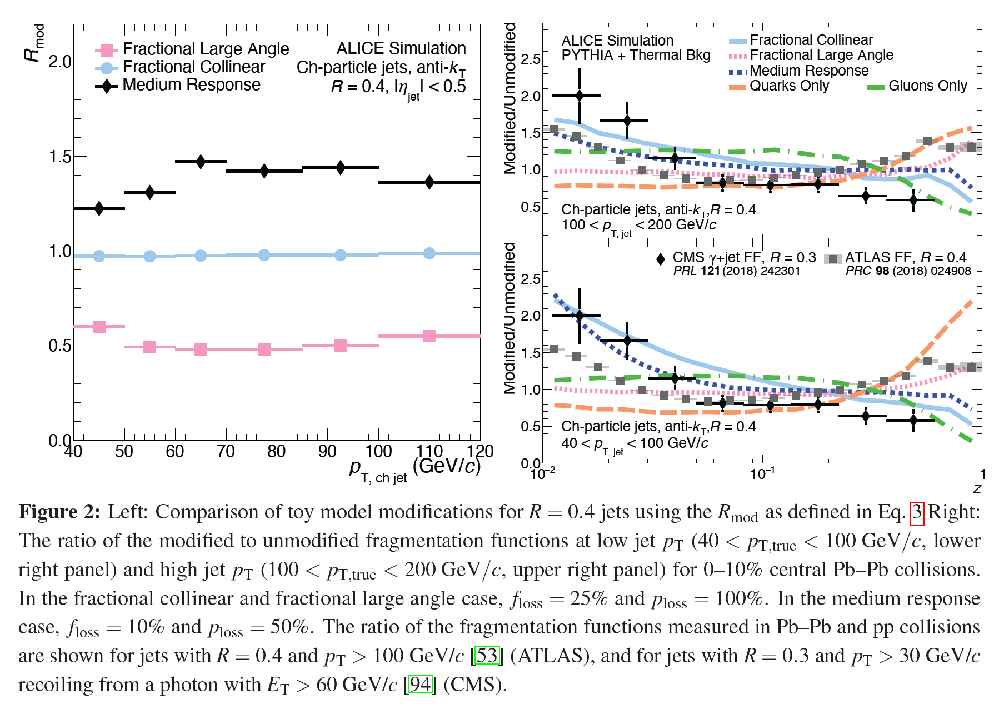 R_mod
2.0
1.5
1.0
0.5
0.0
Fractional Large Angle
Fractional Collinear
Medium Response
ALICE Simulation
Ch-particle jets, anti-k_T
R = 0.4, |η_jet| < 0.5
40 50 60 70 80 90 100 110 120
p_T, ch jet (GeV/c)
Modified/Unmodified
2.5
2.0
1.5
1.0
0.5
ALICE Simulation
PYTHIA + Thermal Bkg
Fractional Collinear
Fractional Large Angle
Medium Response
Quarks Only
Gluons Only
Ch-particle jets, anti-k_T, R = 0.4
100 < p_T, jet < 200 GeV/c
Modified/Unmodified
2.5
2.0
1.5
1.0
0.5
0.0
CMS γ+jet FF, R = 0.3
PRL 121 (2018) 242301
ATLAS FF, R = 0.4
PRC 98 (2018) 024908
Ch-particle jets, anti-k_T, R = 0.4
40 < p_T, jet < 100 GeV/c
10⁻² 10⁻¹ 1
z
Figure 2: Left: Comparison of toy model modifications for R = 0.4 jets using the R_mod as defined in Eq. 3 Right:
The ratio of the modified to unmodified fragmentation functions at low jet p_T (40 < p_T,true < 100 GeV/c, lower
right panel) and high jet p_T (100 < p_T,true < 200 GeV/c, upper right panel) for 0–10% central Pb–Pb collisions.
In the fractional collinear and fractional large angle case, f_loss = 25% and p_loss = 100%. In the medium response
case, f_loss = 10% and p_loss = 50%. The ratio of the fragmentation functions measured in Pb–Pb and pp collisions
are shown for jets with R = 0.4 and p_T > 100 GeV/c [53] (ATLAS), and for jets with R = 0.3 and p_T > 30 GeV/c
recoiling from a photon with E_T > 60 GeV/c [94] (CMS).